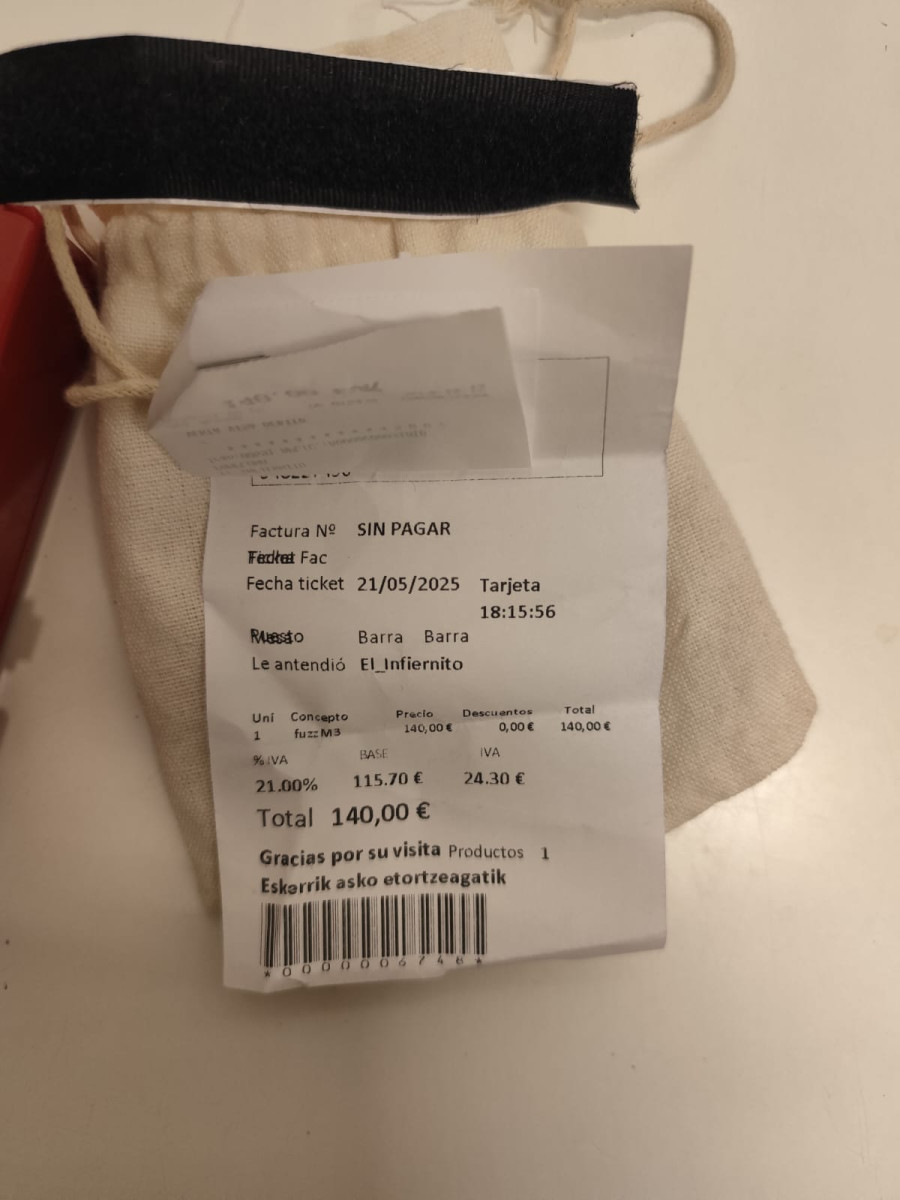 Factura Nº SIN PAGAR
Ticket Fac
Fecha ticket 21/05/2025 Tarjeta
18:15:56
Puesto Barra Barra
Le antendió El_Infiernito
Uni Concepto Precio Descuentos Total
1 fuzz M3 140,00 € 0,00 € 140,00 €
% IVA BASE IVA
21.00% 115.70 € 24.30 €
Total 140,00 €
Gracias por su visita Productos 1
Eskerrik asko etortzeagatik